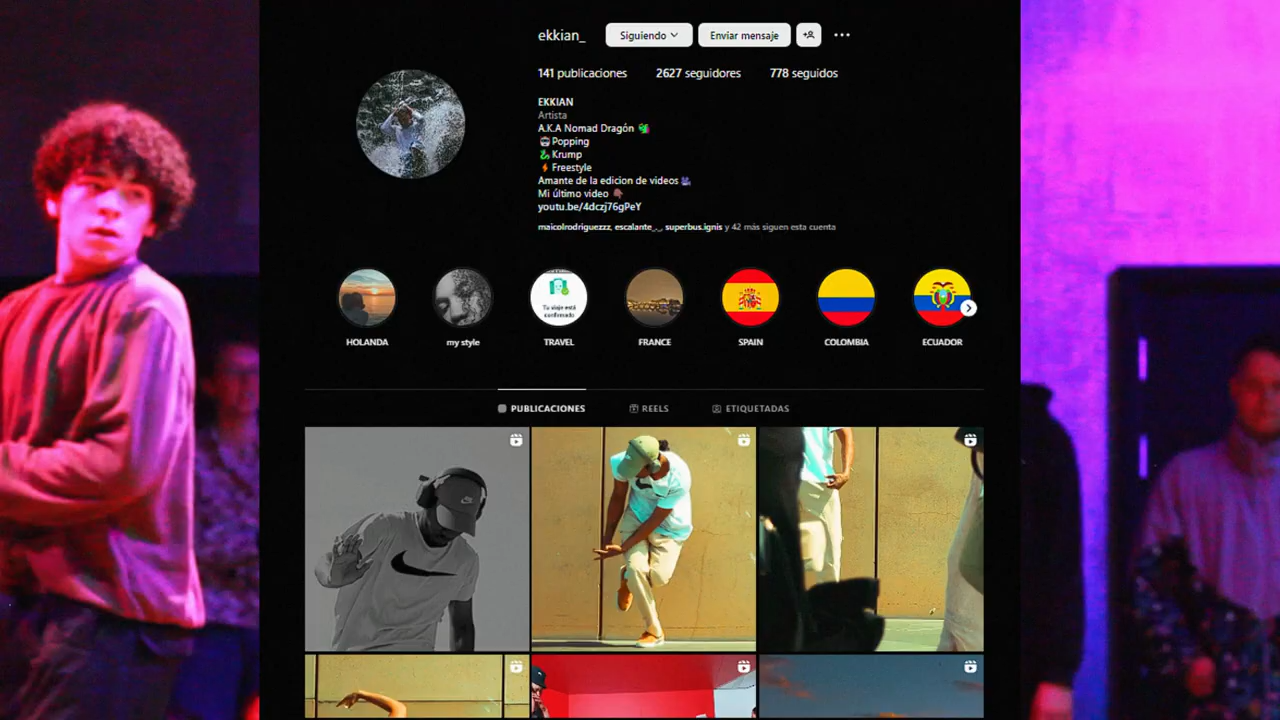 ekkian_ Siguiendo Enviar mensaje
141 publicaciones 2627 seguidores 778 seguidos
EKKIAN
Artista
A.K.A Nomad Dragón
Popping
Krump
Freestyle
Amante de la edicion de videos
Mi último video
youtu.be/4dczj76gPeY
maicolrodriguezzz, escalante_._, superbus.ignis y 42 más siguen esta cuenta
Tu viaje está
confirmado
HOLANDA my style TRAVEL FRANCE SPAIN COLOMBIA ECUADOR
PUBLICACIONES REELS ETIQUETADAS